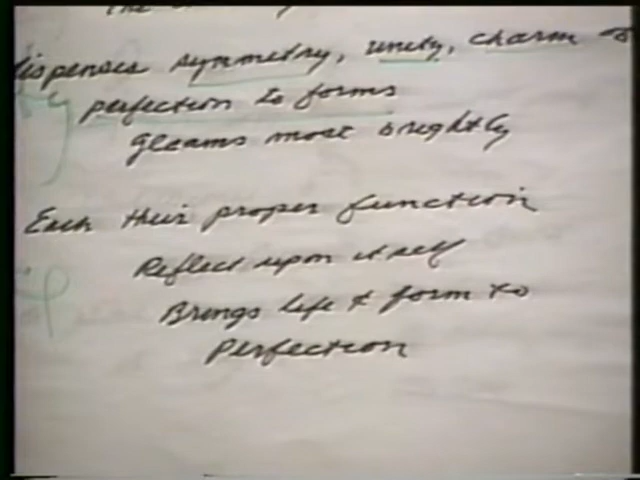 The
dispenses symmetry, unity, charm &
perfection to forms
gleams most brightly
Each their proper function
Reflect upon itself
Brings life & form to
Perfection